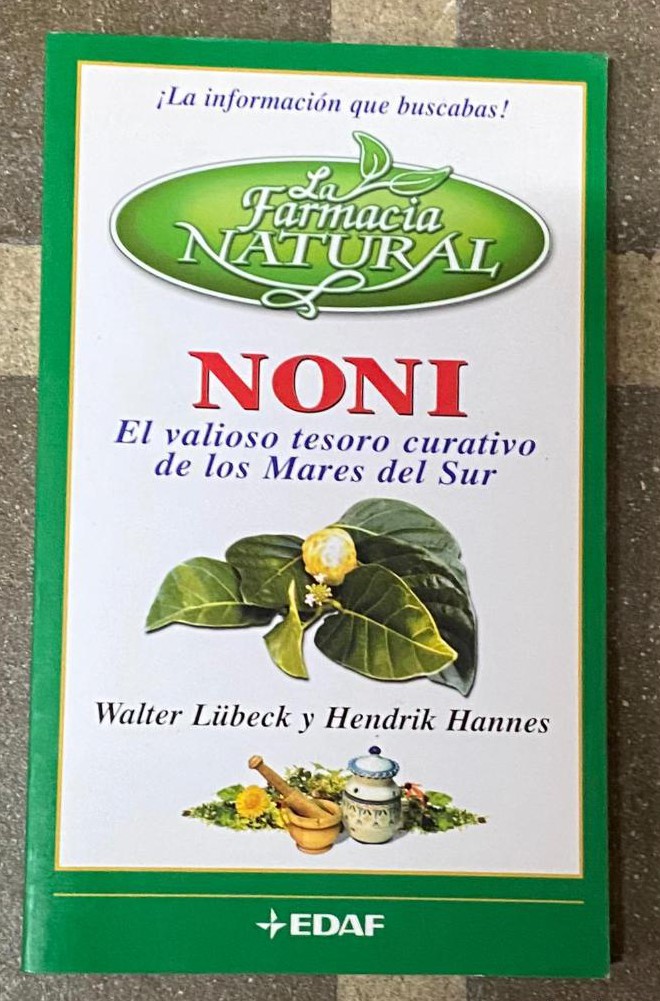 ¡La información que buscabas!
La
Farmacia
NATURAL
NONI
El valioso tesoro curativo
de los Mares del Sur
Walter Lübeck y Hendrik Hannes
EDAF